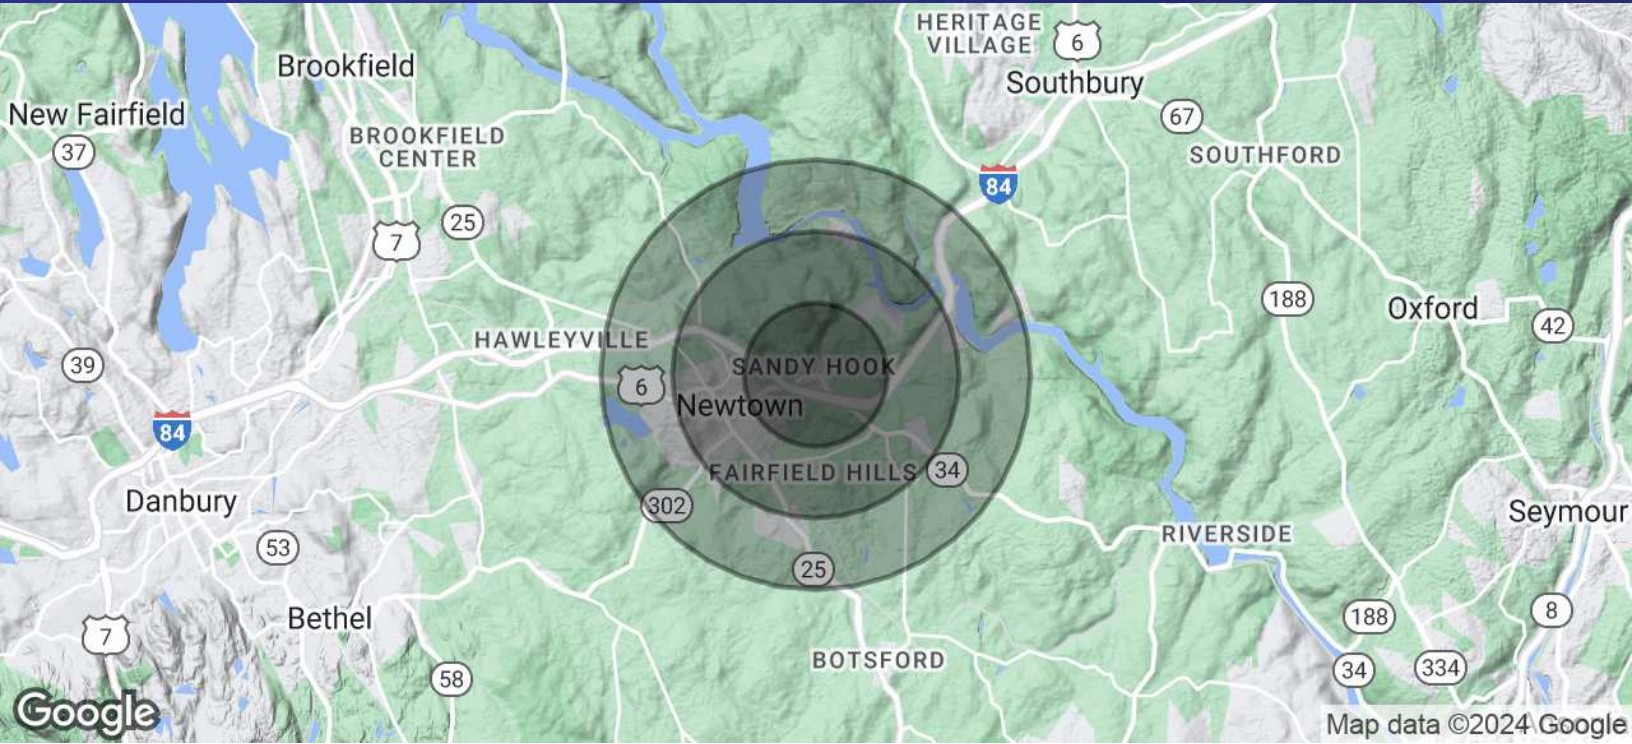 HERITAGE
VILLAGE
6
Brookfield
Southbury
New Fairfield
67
37
BROOKFIELD
CENTER
SOUTHFORD
84
25
7
188
Oxford
42
HAWLEYVILLE
39
SANDY HOOK
6
Newtown
84
FAIRFIELD HILLS
34
Danbury
302
Seymour
RIVERSIDE
53
25
Bethel
188
8
7
BOTSFORD
34
334
58
Google
Map data ©2024 Google